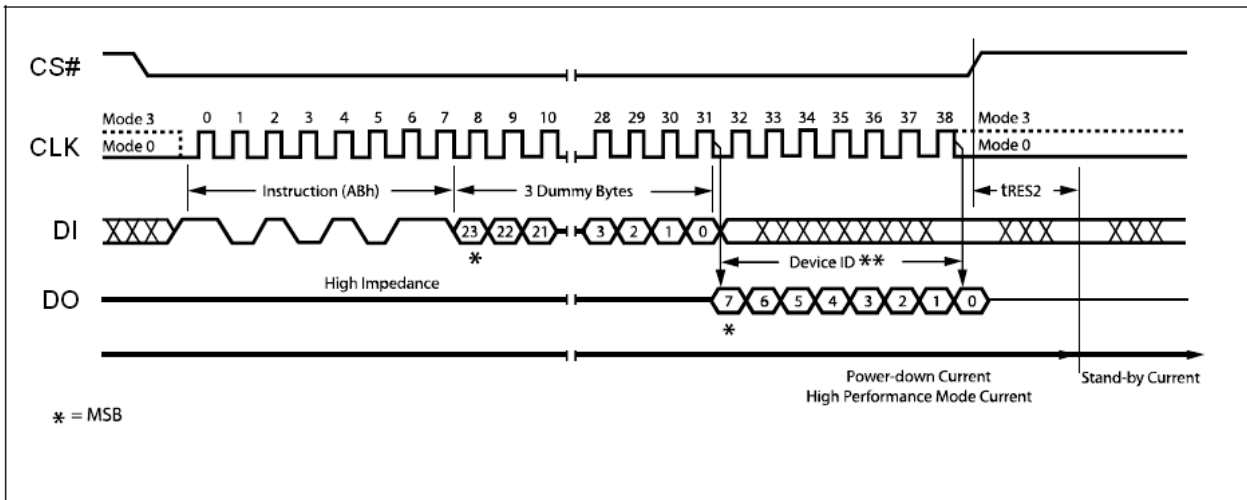 CS#
Mode 3 0 1 2 3 4 5 6 7 8 9 10 28 29 30 31 32 33 34 35 36 37 38 Mode 3
CLK Mode 0 Mode 0
Instruction (ABh) 3 Dummy Bytes tRES2
DI 23 22 21 3 2 1 0
* Device ID **
High Impedance
DO 7 6 5 4 3 2 1 0
*
Power-down Current Stand-by Current
High Performance Mode Current
* = MSB